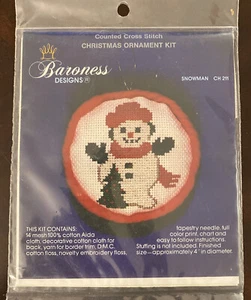 Counted Cross Stitch
CHRISTMAS ORNAMENT KIT
Baroness
DESIGNS®
SNOWMAN CH 211
THIS KIT CONTAINS:
14 mesh 100% cotton Aida
cloth, decorative cotton cloth for
back, yarn for border trim, D.M.C.
cotton floss, novelty embroidery floss,
tapestry needle, full
color print, chart and
easy to follow instructions.
Stuffing is not included. Finished
size—approximately 4" in diameter.